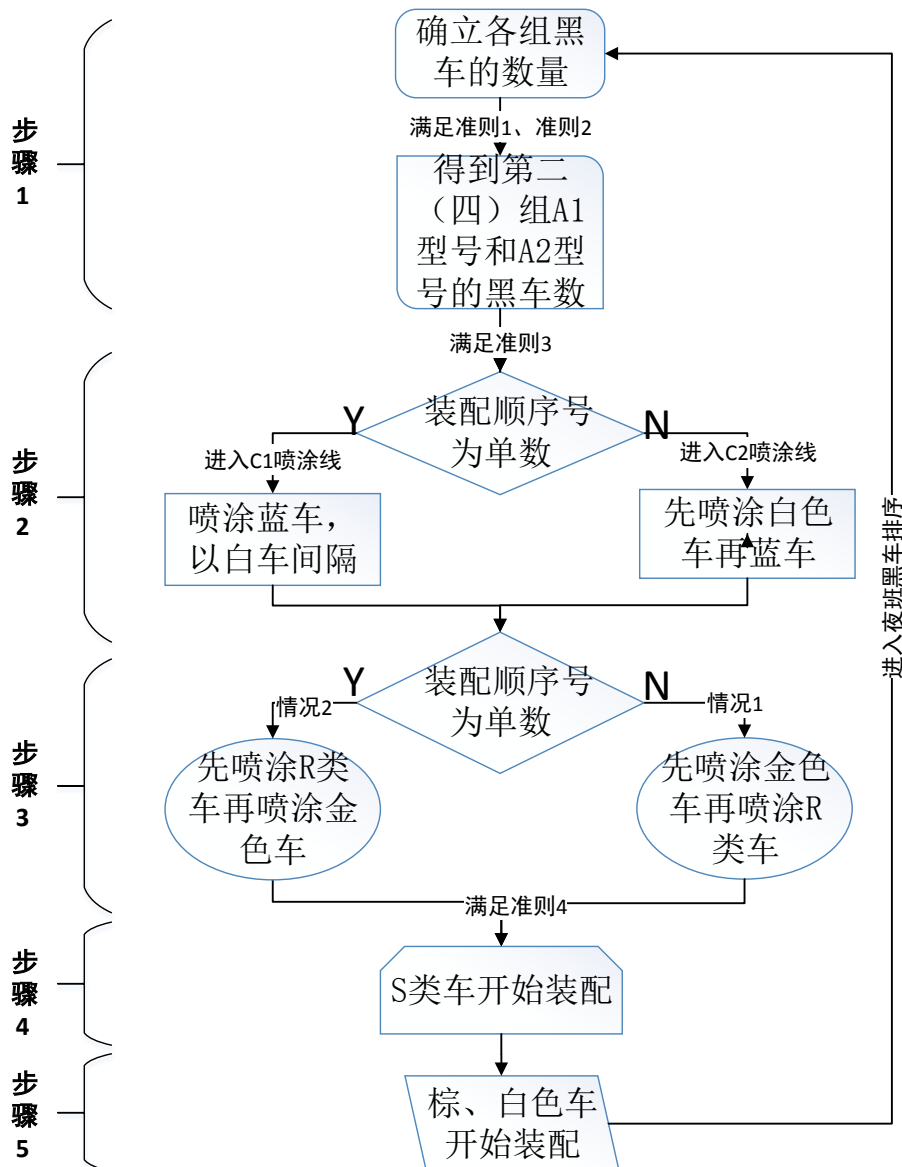 步
骤
1
确立各组黑
车的数量
满足准则1、准则2
得到第二
（四）组A1
型号和A2型
号的黑车数
满足准则3
步
骤
2
装配顺序号
为单数
Y
N
进入C1喷涂线
进入C2喷涂线
喷涂蓝车，
以白车间隔
先喷涂白色
车再蓝车
进入夜班黑车排序
步
骤
3
装配顺序号
为单数
Y
N
情况2
情况1
先喷涂R类
车再喷涂金
色车
先喷涂金色
车再喷涂R
类车
满足准则4
步
骤
4
S类车开始装配
步
骤
5
棕、白色车
开始装配